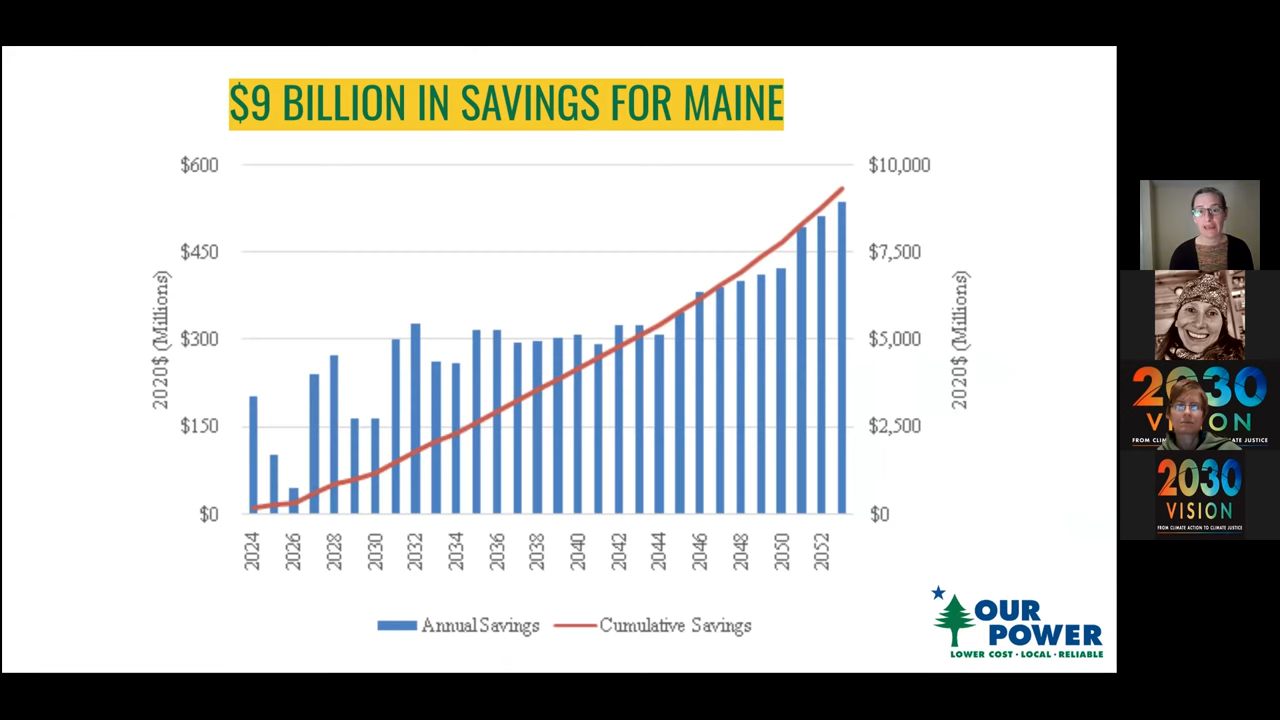 $9 BILLION IN SAVINGS FOR MAINE
$600
$450
$300
$150
$0
2020$ (Millions)
$10,000
$7,500
$5,000
$2,500
$0
2020$ (Millions)
2024
2026
2028
2030
2032
2034
2036
2038
2040
2042
2044
2046
2048
2050
2052
Annual Savings
Cumulative Savings
OUR
POWER
LOWER COST · LOCAL · RELIABLE
2030
VISION
2030
VISION
FROM CLIMATE ACTION TO CLIMATE JUSTICE